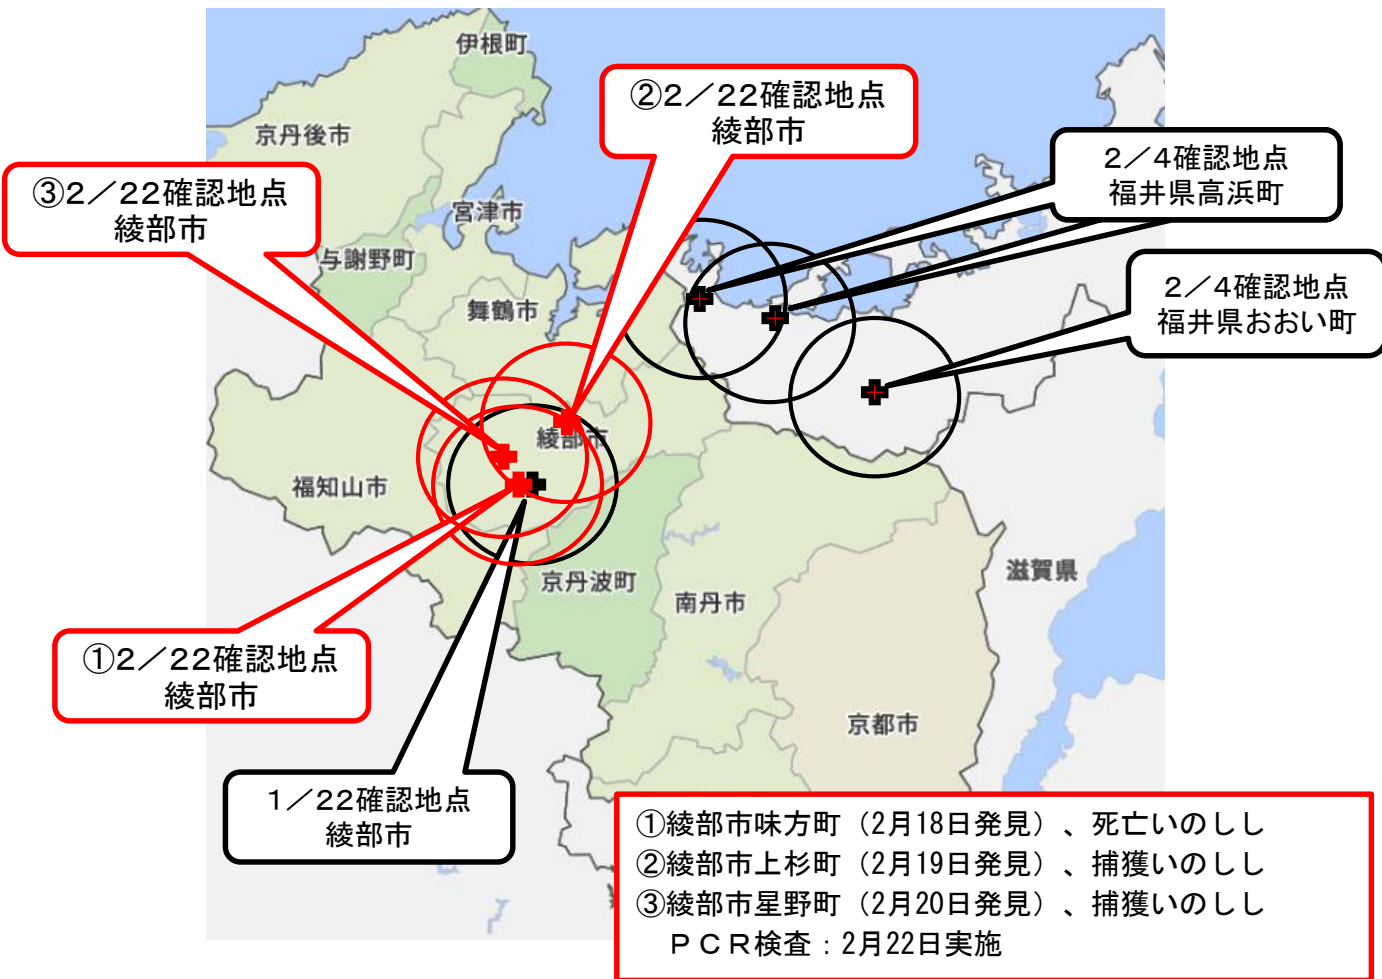 伊根町
②2／22確認地点
綾部市
京丹後市
2／4確認地点
福井県高浜町
③2／22確認地点
綾部市
宮津市
与謝野町
2／4確認地点
福井県おおい町
舞鶴市
綾部市
福知山市
京丹波町
南丹市
滋賀県
①2／22確認地点
綾部市
京都市
1／22確認地点
綾部市
①綾部市味方町（2月18日発見）、死亡いのしし
②綾部市上杉町（2月19日発見）、捕獲いのしし
③綾部市星野町（2月20日発見）、捕獲いのしし
ＰＣＲ検査：2月22日実施